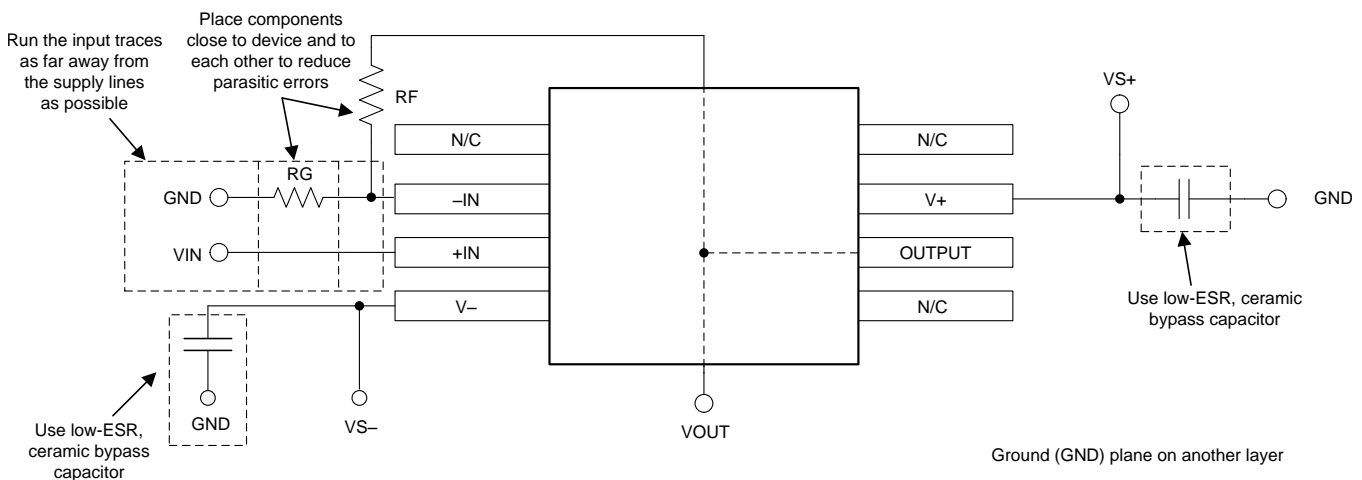 Place components
close to device and to
each other to reduce
parasitic errors
Run the input traces
as far away from
the supply lines
as possible
RF
VS+
N/C
N/C
RG
GND
–IN
V+
GND
VIN
+IN
OUTPUT
V–
N/C
Use low-ESR, ceramic
bypass capacitor
GND
VS–
VOUT
Use low-ESR,
ceramic bypass
capacitor
Ground (GND) plane on another layer